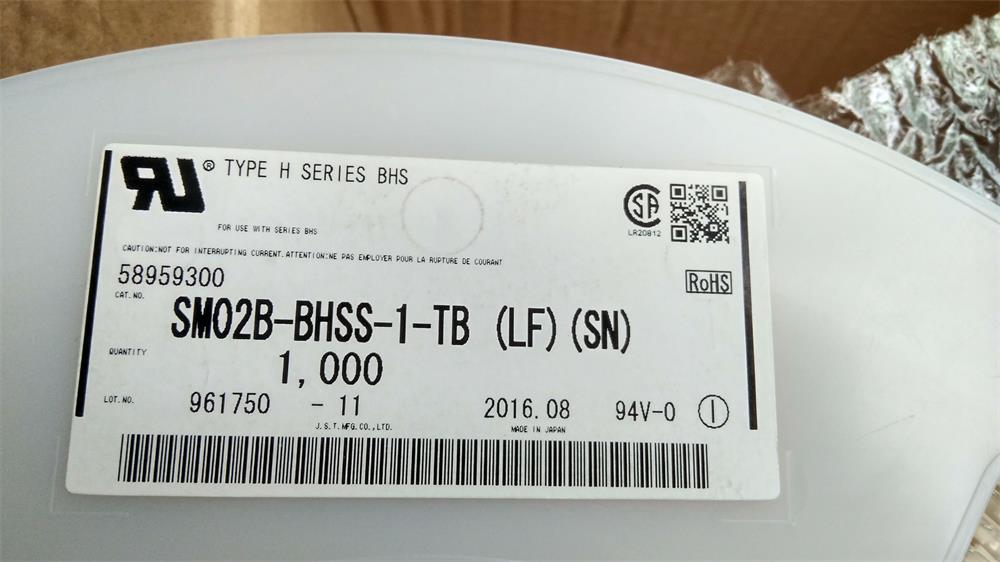 ® TYPE H SERIES BHS
FOR USE WITH SERIES BHS
LR20812
CAUTION:NOT FOR INTERRUPTING CURRENT.ATTENTION:NE PAS EMPLOYER POUR LA RUPTURE DE COURANT
58959300
RoHS
CAT.NO.
SM02B-BHSS-1-TB (LF)(SN)
QUANTITY
1,000
LOT.NO. 961750 - 11 2016.08 94V-0
J.S.T.MFG.CO.,LTD. MADE IN JAPAN